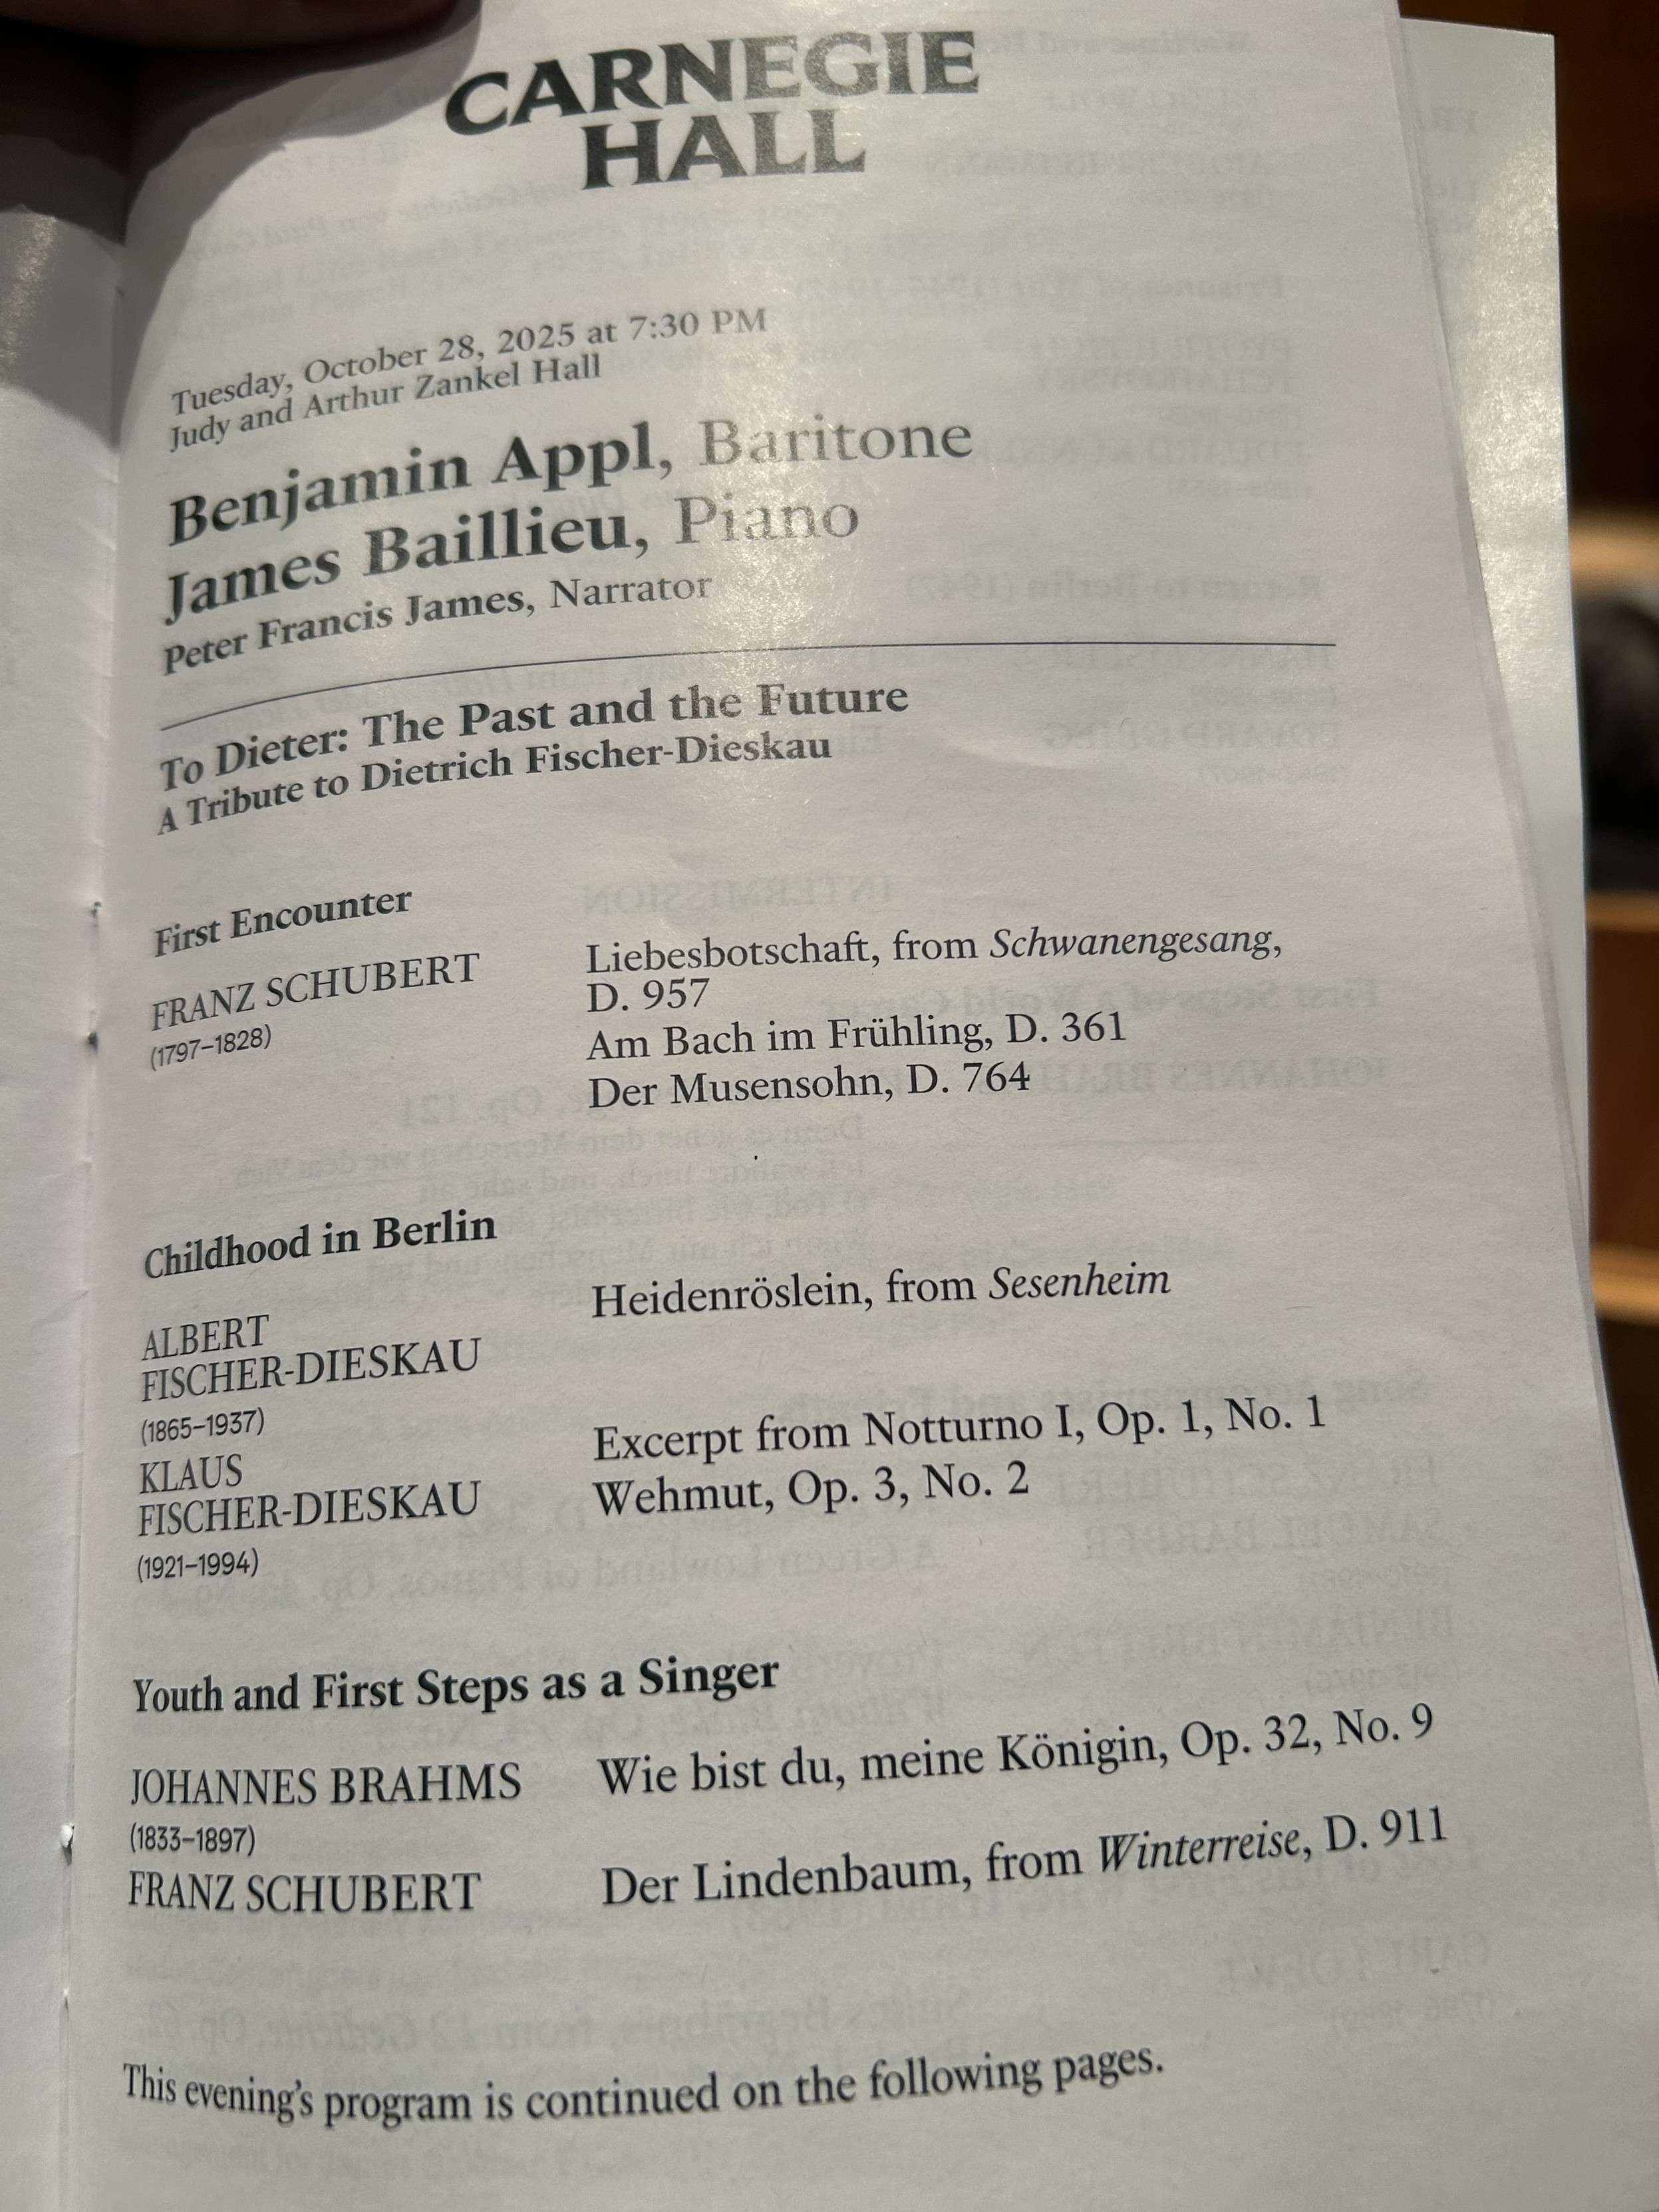 CARNEGIE
HALL
Tuesday, October 28, 2025 at 7:30 PM
Judy and Arthur Zankel Hall
Benjamin Appl, Baritone
James Baillieu, Piano
Peter Francis James, Narrator
To Dieter: The Past and the Future
A Tribute to Dietrich Fischer-Dieskau
First Encounter
FRANZ SCHUBERT
(1797–1828)
Liebesbotschaft, from Schwanengesang,
D. 957
Am Bach im Frühling, D. 361
Der Musensohn, D. 764
Childhood in Berlin
ALBERT
FISCHER-DIESKAU
(1865–1937)
Heidenröslein, from Sesenheim
KLAUS
FISCHER-DIESKAU
(1921–1994)
Excerpt from Notturno I, Op. 1, No. 1
Wehmut, Op. 3, No. 2
Youth and First Steps as a Singer
JOHANNES BRAHMS
(1833–1897)
Wie bist du, meine Königin, Op. 32, No. 9
FRANZ SCHUBERT
Der Lindenbaum, from Winterreise, D. 911
This evening's program is continued on the following pages.